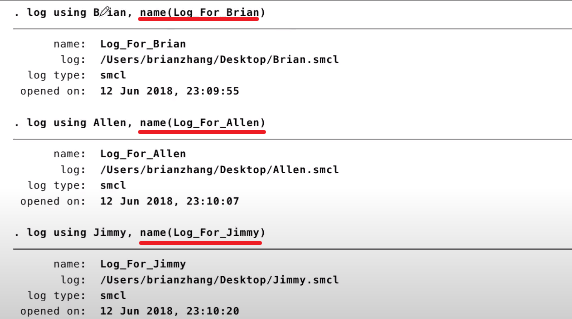 . log using Brian, name(Log_For_Brian)
name: Log_For_Brian
log: /Users/brianzhang/Desktop/Brian.smcl
log type: smcl
opened on: 12 Jun 2018, 23:09:55
. log using Allen, name(Log_For_Allen)
name: Log_For_Allen
log: /Users/brianzhang/Desktop/Allen.smcl
log type: smcl
opened on: 12 Jun 2018, 23:10:07
. log using Jimmy, name(Log_For_Jimmy)
name: Log_For_Jimmy
log: /Users/brianzhang/Desktop/Jimmy.smcl
log type: smcl
opened on: 12 Jun 2018, 23:10:20